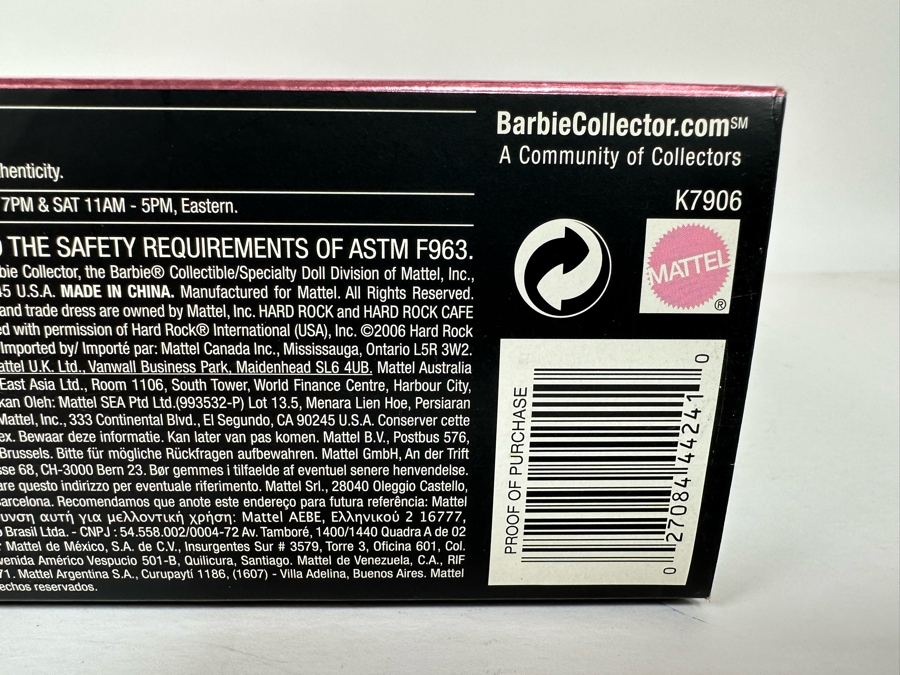 henticity.
7PM & SAT 11AM - 5PM, Eastern.
O THE SAFETY REQUIREMENTS OF ASTM F963.
bie Collector, the Barbie® Collectible/Specialty Doll Division of Mattel, Inc.,
45 U.S.A. MADE IN CHINA. Manufactured for Mattel. All Rights Reserved.
and trade dress are owned by Mattel, Inc. HARD ROCK and HARD ROCK CAFE
ed with permission of Hard Rock® International (USA), Inc. ©2006 Hard Rock
Imported by/ Importé par: Mattel Canada Inc., Mississauga, Ontario L5R 3W2.
attel U.K. Ltd., Vanwall Business Park, Maidenhead SL6 4UB. Mattel Australia
East Asia Ltd., Room 1106, South Tower, World Finance Centre, Harbour City,
kan Oleh: Mattel SEA Ptd Ltd.(993532-P) Lot 13.5, Menara Lien Hoe, Persiaran
Mattel, Inc., 333 Continental Blvd., El Segundo, CA 90245 U.S.A. Conserver cette
ex. Bewaar deze informatie. Kan later van pas komen. Mattel B.V., Postbus 576,
Brussels. Bitte für mögliche Rückfragen aufbewahren. Mattel GmbH, An der Trift
sse 68, CH-3000 Bern 23. Bør gemmes i tilfaelde af eventuel senere henvendelse.
are questo indirizzo per eventuale riferimento. Mattel Srl., 28040 Oleggio Castello,
arcelona. Recomendamos que anote este endereço para futura referência: Mattel
υνση αυτή για μελλοντική χρήση: Mattel AEBE, Ελληνικού 2 16777,
o Brasil Ltda. - CNPJ : 54.558.002/0004-72 Av. Tamboré, 1400/1440 Quadra A de 02
Mattel de México, S.A. de C.V., Insurgentes Sur # 3579, Torre 3, Oficina 601, Col.
venida Américo Vespucio 501-B, Quilicura, Santiago. Mattel de Venezuela, C.A., RIF
71. Mattel Argentina S.A., Curupaytí 1186, (1607) - Villa Adelina, Buenos Aires. Mattel
echos reservados.
BarbieCollector.com℠
A Community of Collectors
K7906
MATTEL
®
PROOF OF PURCHASE
0 27084 44241 0